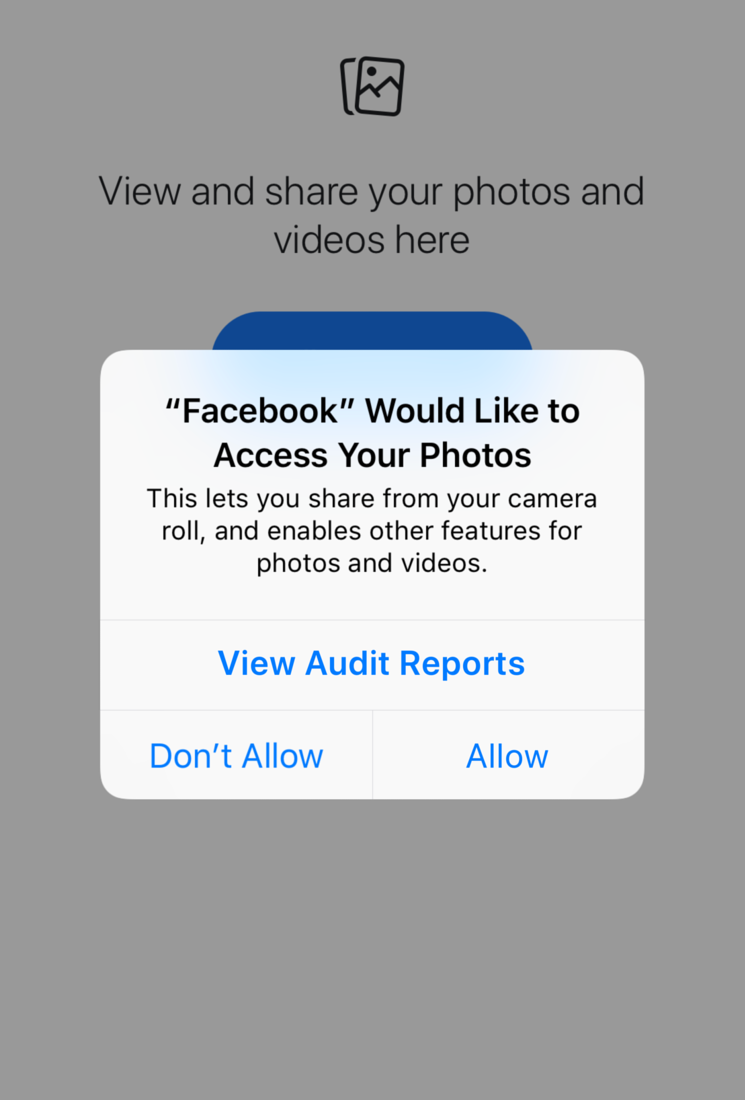 View and share your photos and
videos here
“Facebook” Would Like to
Access Your Photos
This lets you share from your camera
roll, and enables other features for
photos and videos.
View Audit Reports
Don’t Allow
Allow